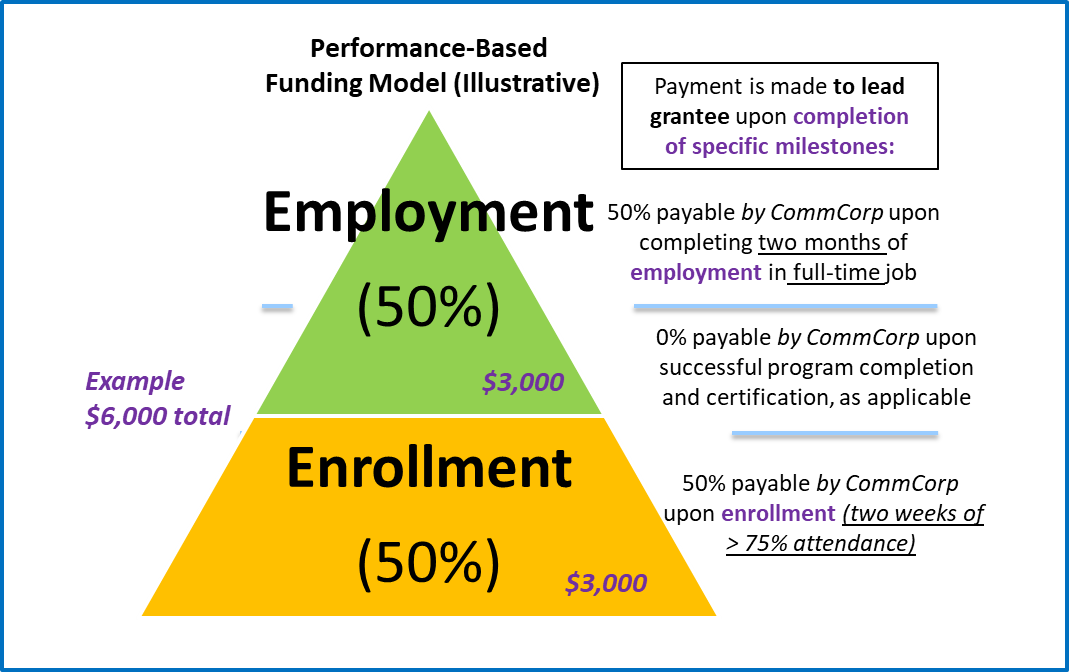 Performance-Based
Funding Model (Illustrative)
Payment is made to lead
grantee upon completion
of specific milestones:
Employment
(50%)
$3,000
50% payable by CommCorp upon
completing two months of
employment in full-time job
0% payable by CommCorp upon
successful program completion
and certification, as applicable
Example
$6,000 total
Enrollment
(50%)
$3,000
50% payable by CommCorp
upon enrollment (two weeks of
> 75% attendance)